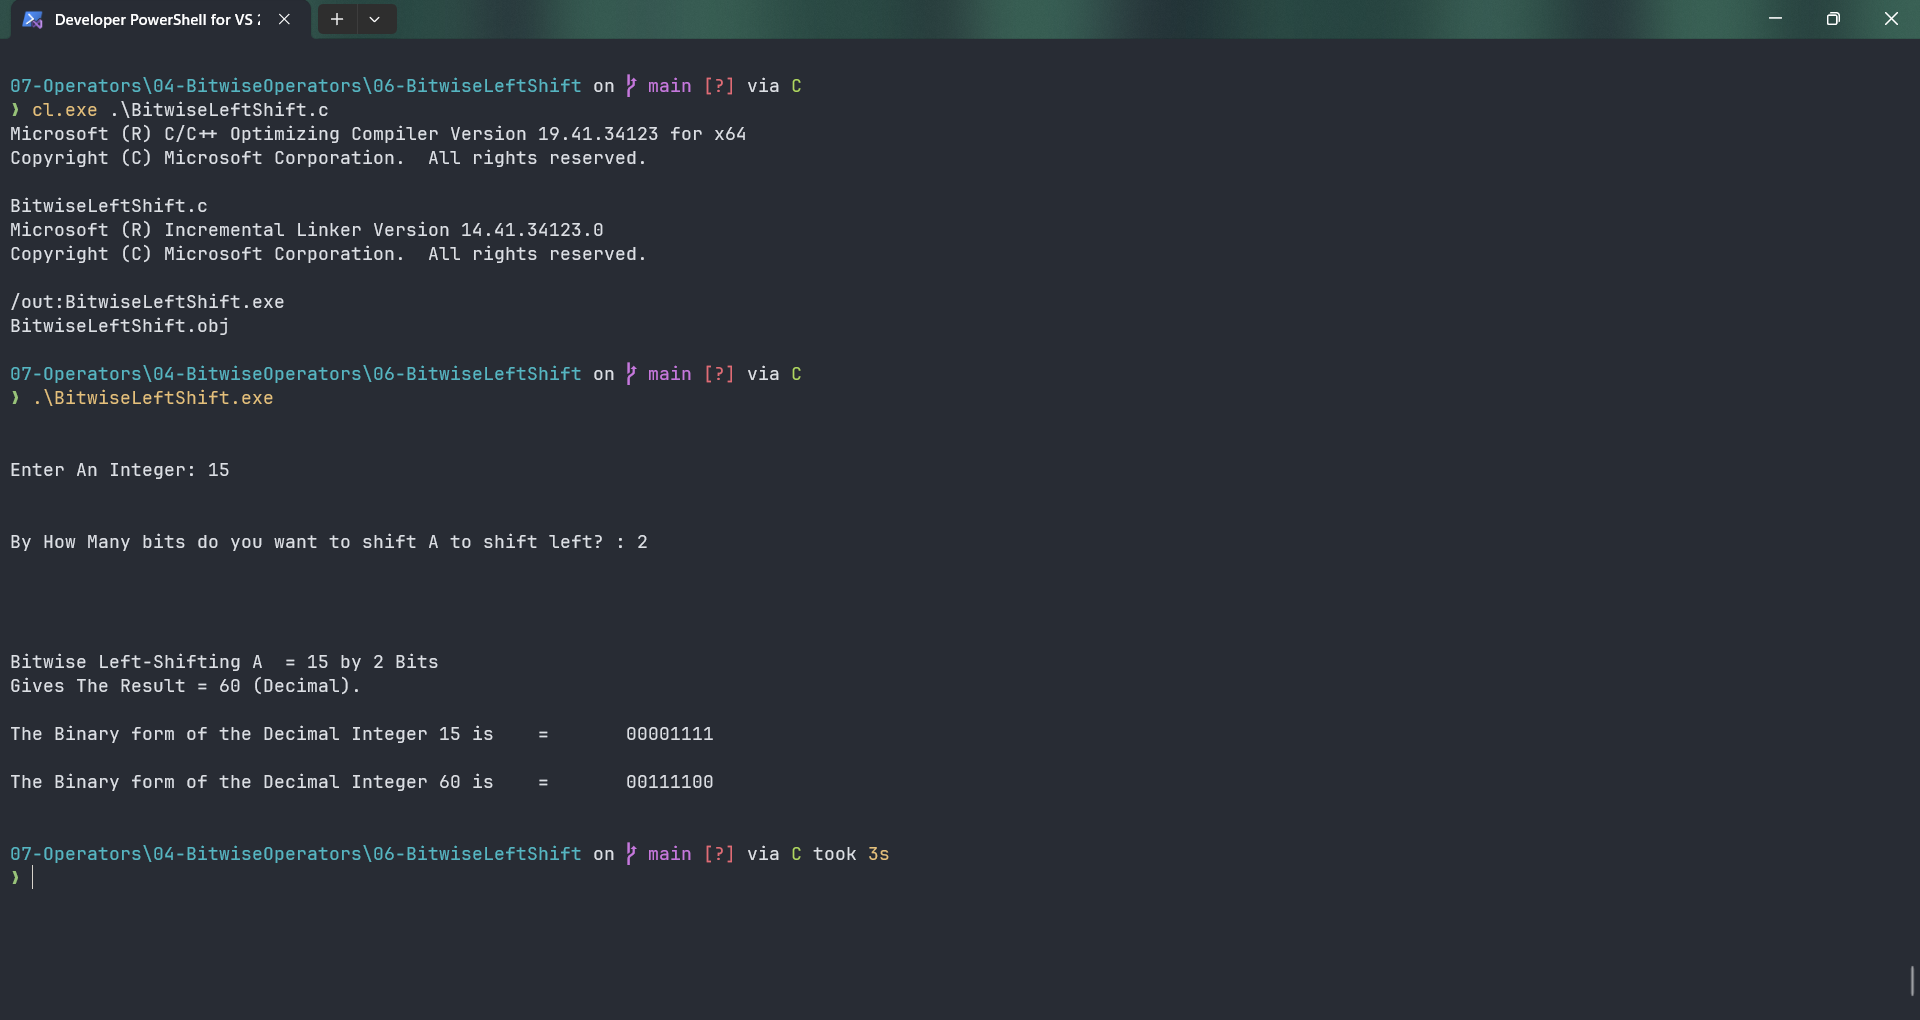 Developer PowerShell for VS 2
07-Operators\04-BitwiseOperators\06-BitwiseLeftShift on main [?] via C
❯ cl.exe .\BitwiseLeftShift.c
Microsoft (R) C/C++ Optimizing Compiler Version 19.41.34123 for x64
Copyright (C) Microsoft Corporation.  All rights reserved.
BitwiseLeftShift.c
Microsoft (R) Incremental Linker Version 14.41.34123.0
Copyright (C) Microsoft Corporation.  All rights reserved.
/out:BitwiseLeftShift.exe
BitwiseLeftShift.obj
07-Operators\04-BitwiseOperators\06-BitwiseLeftShift on main [?] via C
❯ .\BitwiseLeftShift.exe
Enter An Integer: 15
By How Many bits do you want to shift A to shift left? : 2
Bitwise Left-Shifting A  = 15 by 2 Bits
Gives The Result = 60 (Decimal).
The Binary form of the Decimal Integer 15 is    =       00001111
The Binary form of the Decimal Integer 60 is    =       00111100
07-Operators\04-BitwiseOperators\06-BitwiseLeftShift on main [?] via C took 3s
❯